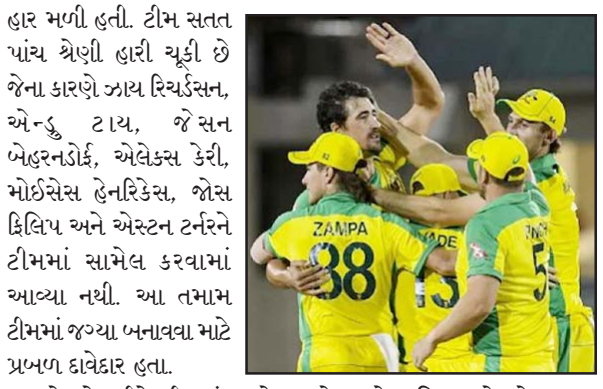 હાર મળી હતી. ટીમ સતત
પાંચ શ્રેણી હારી ચૂકી છે
જેના કારણે ઝાય રિચર્ડસન,
એન્ડ્રુ ટાય, જેસન
બેહરનડોર્ફ, એલેક્સ કેરી,
મોઈસેસ હેનરિકેસ, જોસ
ફિલિપ અને એસ્ટન ટર્નરને
ટીમમાં સામેલ કરવામાં
આવ્યા નથી. આ તમામ
ટીમમાં જગ્યા બનાવવા માટે
પ્રબળ દાવેદાર હતા.
ZAMPA
88
13
5